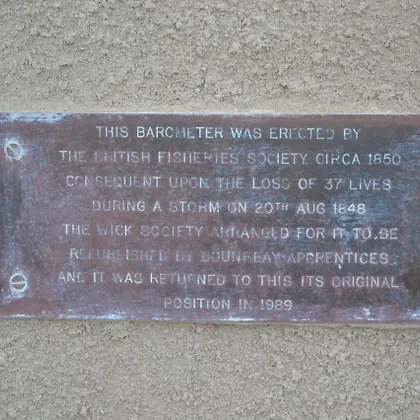 THIS BAROMETER WAS ERECTED BY
THE BRITISH FISHERIES SOCIETY CIRCA 1850
CONSEQUENT UPON THE LOSS OF 37 LIVES
DURING A STORM ON 20TH AUG 1848
THE WICK SOCIETY ARRANGED FOR IT TO BE
REFURBISHED BY DOUNREAY APPRENTICES
AND IT WAS RETURNED TO THIS ITS ORIGINAL
POSITION IN 1989